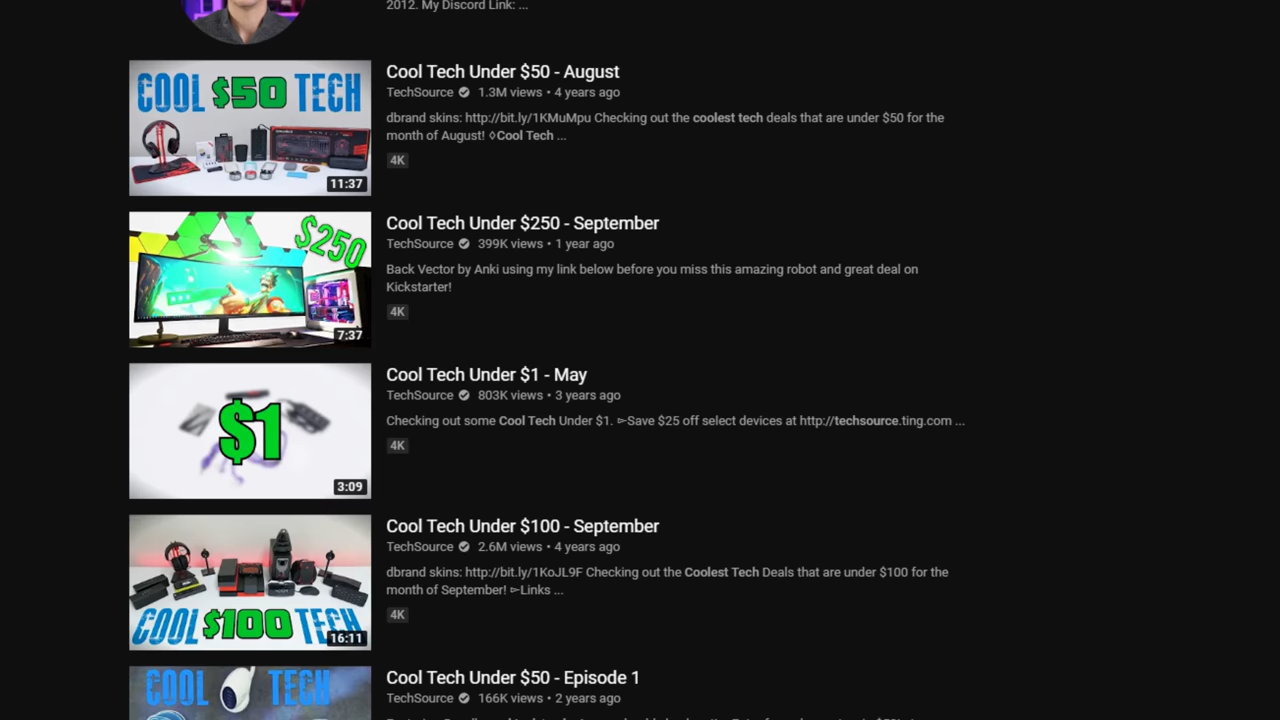 2012. My Discord Link: ...
COOL $50 TECH
11:37
Cool Tech Under $50 - August
TechSource 1.3M views • 4 years ago
dbrand skins: http://bit.ly/1KMuMpu Checking out the coolest tech deals that are under $50 for the
month of August! ◊Cool Tech ...
4K
$250
7:37
Cool Tech Under $250 - September
TechSource 399K views • 1 year ago
Back Vector by Anki using my link below before you miss this amazing robot and great deal on
Kickstarter!
4K
$1
3:09
Cool Tech Under $1 - May
TechSource 803K views • 3 years ago
Checking out some Cool Tech Under $1. ➛Save $25 off select devices at http://techsource.ting.com ...
4K
COOL $100 TECH
16:11
Cool Tech Under $100 - September
TechSource 2.6M views • 4 years ago
dbrand skins: http://bit.ly/1KoJL9F Checking out the Coolest Tech Deals that are under $100 for the
month of September! ➛Links ...
4K
COOL TECH
Cool Tech Under $50 - Episode 1
TechSource 166K views • 2 years ago